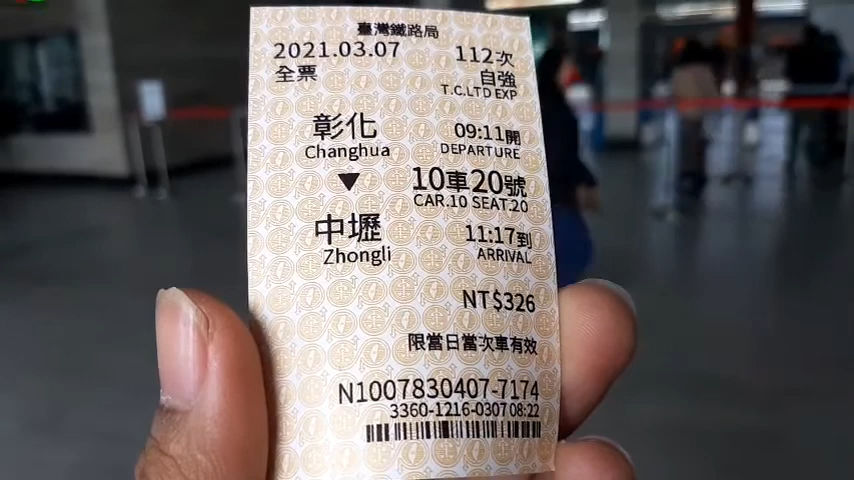 臺灣鐵路局
2021.03.07 112次
全票 自強
T.C.LTD EXP
彰化 09:11開
Changhua DEPARTURE
▼ 10車20號
CAR.10 SEAT.20
中壢 11:17到
Zhongli ARRIVAL
NT$326
限當日當次車有效
N1007830407-7174
3360-1216-0307 08:22